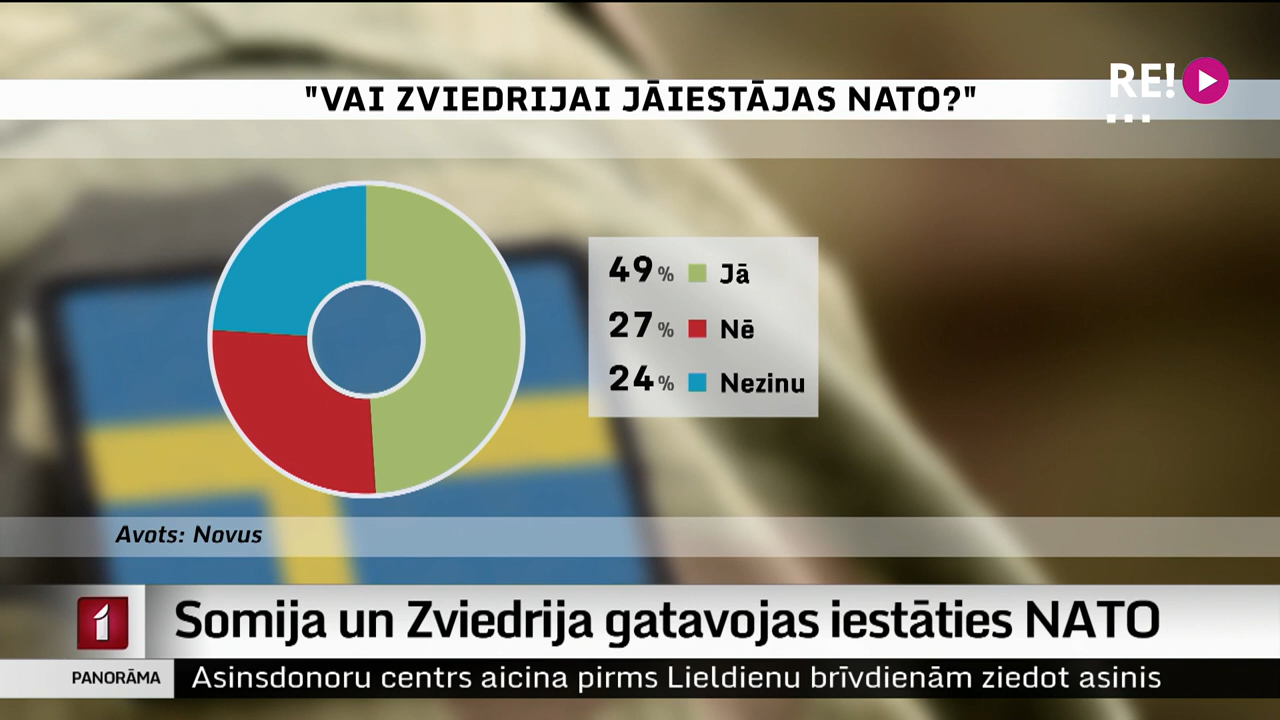 RE!
"VAI ZVIEDRIJAI JĀIESTĀJAS NATO?"
49% Jā
27% Nē
24% Nezinu
Avots: Novus
1 Somija un Zviedrija gatavojas iestāties NATO
PANORĀMA Asinsdonoru centrs aicina pirms Lieldienu brīvdienām ziedot asinis